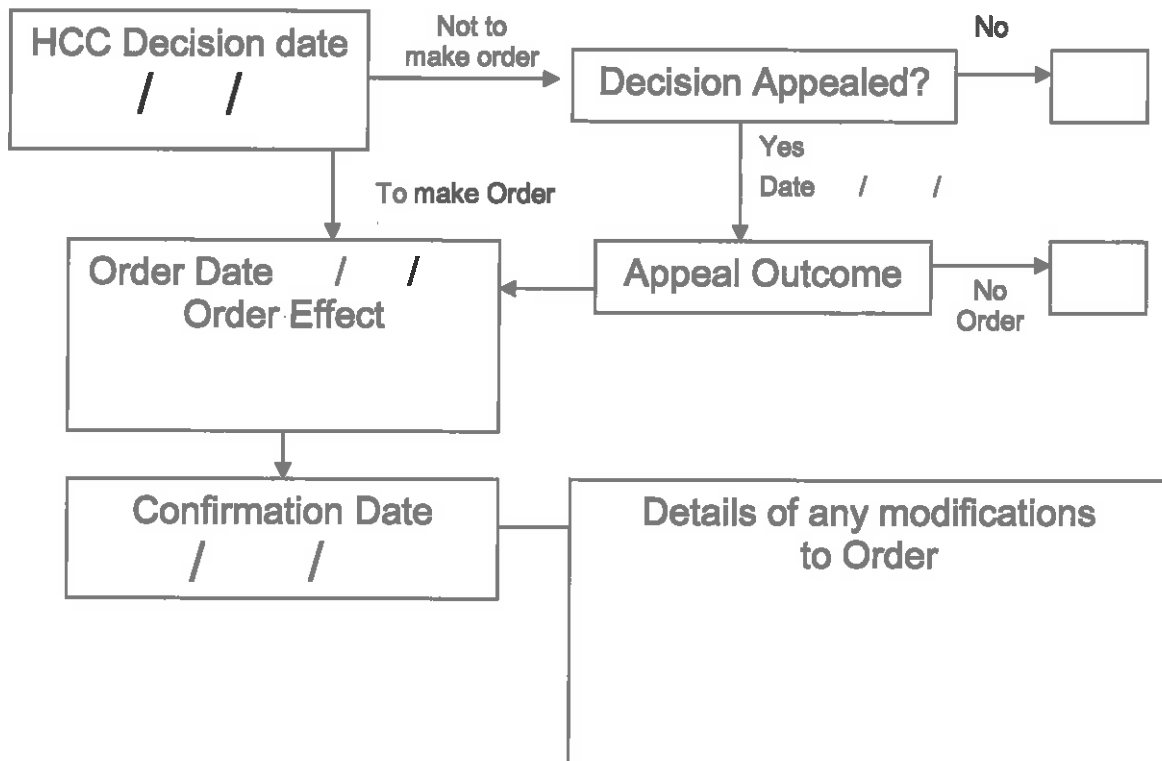 HCC Decision date
/ /
Not to
make order
Decision Appealed?
No
Yes
Date / /
To make Order
Order Date / /
Order Effect
Appeal Outcome
No
Order
Confirmation Date
/ /
Details of any modifications
to Order